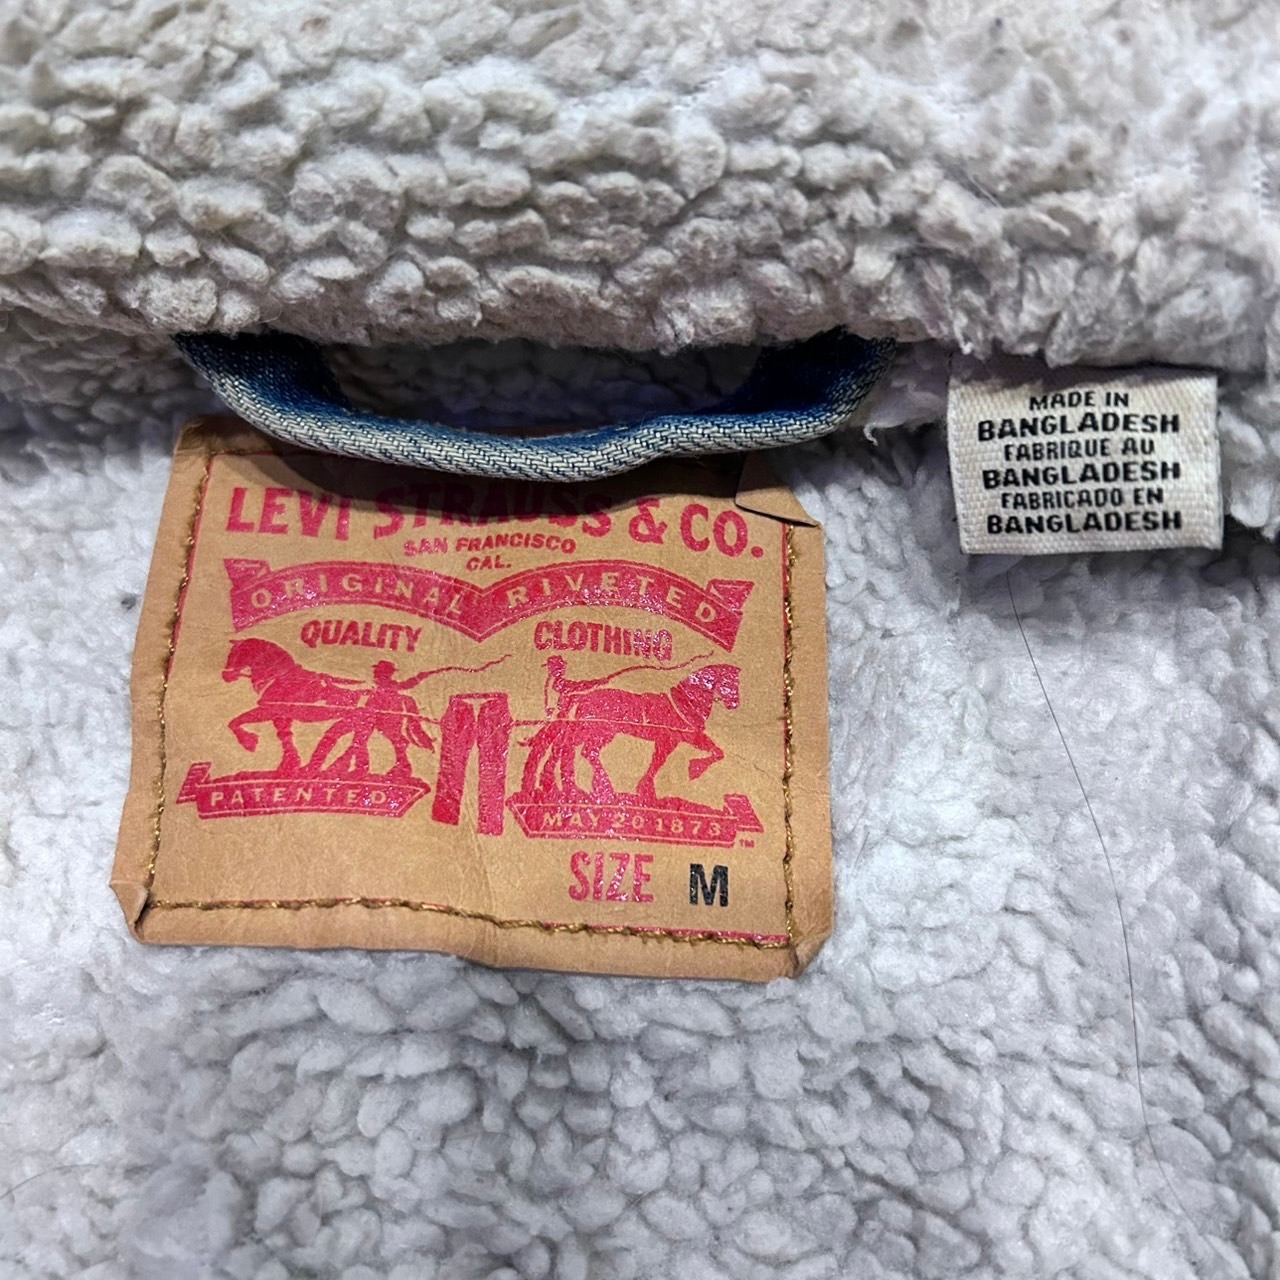 LEVI STRAUSS & CO.
SAN FRANCISCO
CAL.
ORIGINAL RIVETED
QUALITY CLOTHING
PATENTED
MAY 20 1873
TM
SIZE M
MADE IN
BANGLADESH
FABRIQUE AU
BANGLADESH
FABRICADO EN
BANGLADESH